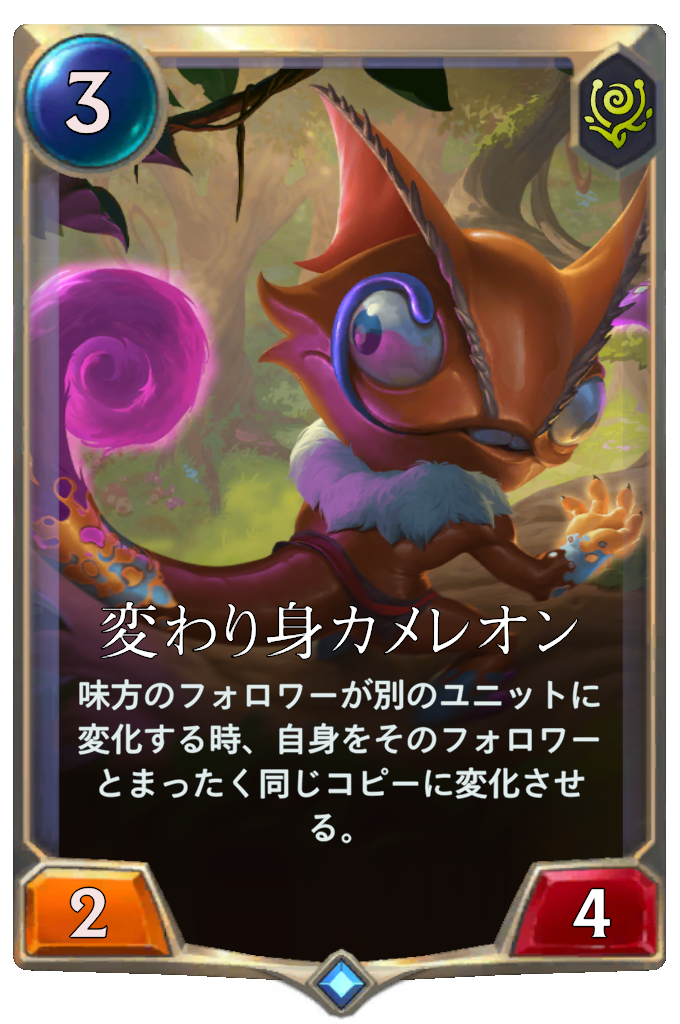 3
変わり身カメレオン
味方のフォロワーが別のユニットに
変化する時、自身をそのフォロワー
とまったく同じコピーに変化させ
る。
2
4